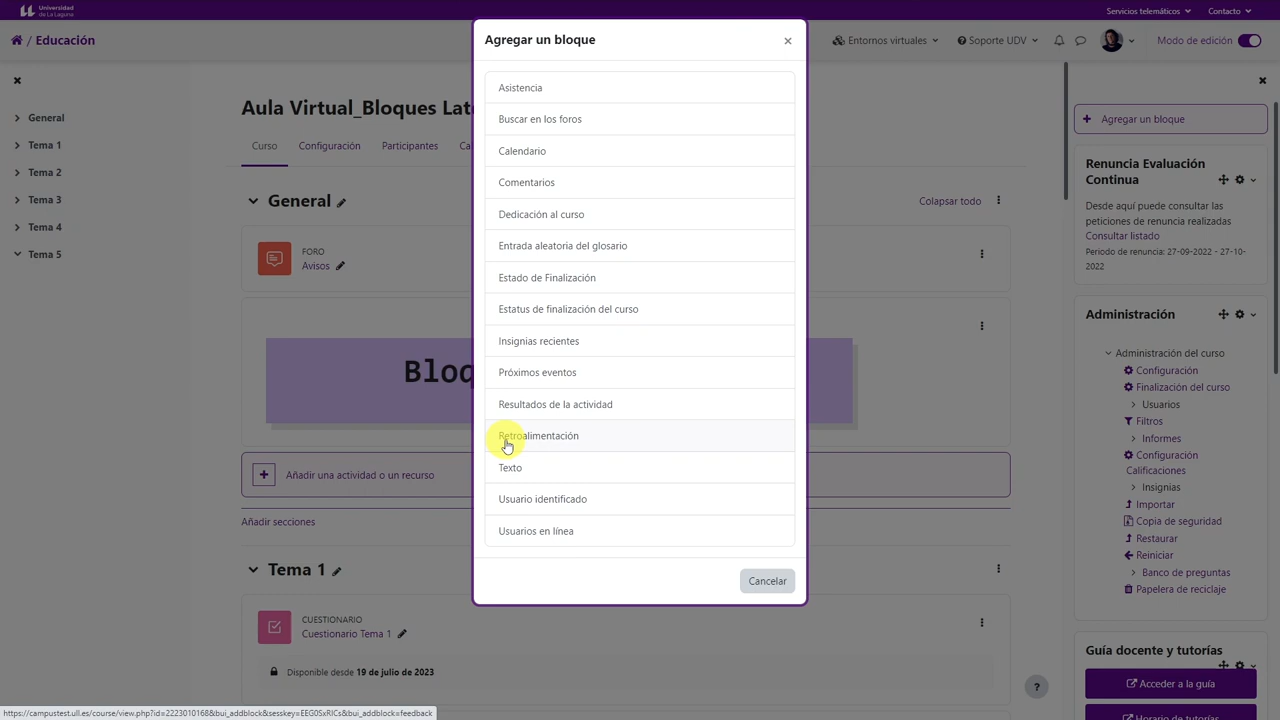 Universidad
de La Laguna
Servicios telemáticos
Contacto
/ Educación
Entornos virtuales
Soporte UDV
Modo de edición
General
Tema 1
Tema 2
Tema 3
Tema 4
Tema 5
Aula Virtual_Bloques Late
Curso
Configuración
Participantes
General
Colapsar todo
FORO
Avisos
Añadir una actividad o un recurso
Añadir secciones
Tema 1
CUESTIONARIO
Cuestionario Tema 1
Disponible desde 19 de julio de 2023
Agregar un bloque
×
Asistencia
Buscar en los foros
Calendario
Comentarios
Dedicación al curso
Entrada aleatoria del glosario
Estado de Finalización
Estatus de finalización del curso
Insignias recientes
Próximos eventos
Resultados de la actividad
Retroalimentación
Texto
Usuario identificado
Usuarios en línea
Cancelar
+ Agregar un bloque
Renuncia Evaluación
Continua
Desde aquí puede consultar las
peticiones de renuncia realizadas
Consultar listado
Periodo de renuncia: 27-09-2022 - 27-10-
2022
Administración
Administración del curso
Configuración
Finalización del curso
Usuarios
Filtros
Informes
Configuración
Calificaciones
Insignias
Importar
Copia de seguridad
Restaurar
Reiniciar
Banco de preguntas
Papelera de reciclaje
Guía docente y tutorías
Acceder a la guía
Horario de tutorías
?
https://campustest.ull.es/course/view.php?id=2223010168&bui_addblock&sesskey=EEG0SxRICs&bui_addblock=feedback